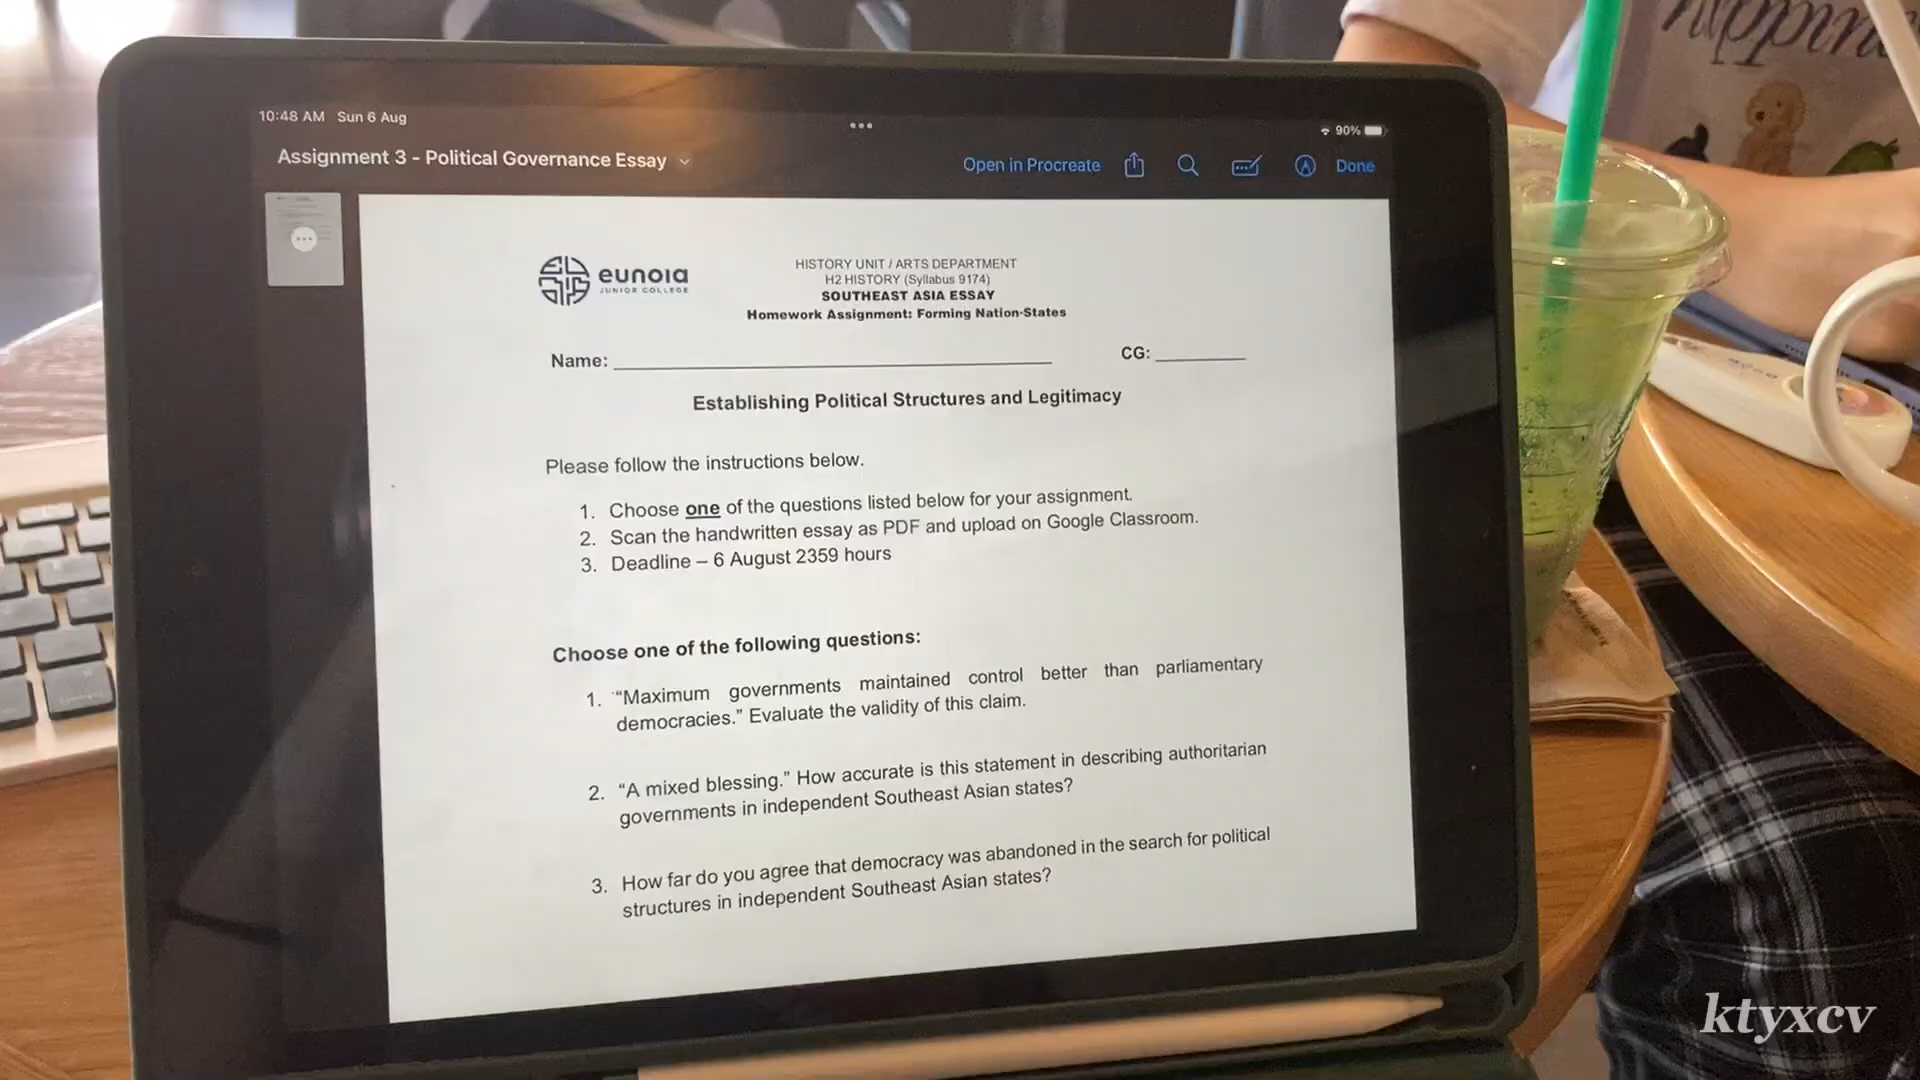 10:48 AM Sun 6 Aug
90%
Assignment 3 - Political Governance Essay
Open in Procreate
Done
eunoia
JUNIOR COLLEGE
HISTORY UNIT / ARTS DEPARTMENT
H2 HISTORY (Syllabus 9174)
SOUTHEAST ASIA ESSAY
Homework Assignment: Forming Nation-States
Name:
CG:
Establishing Political Structures and Legitimacy
Please follow the instructions below.
1. Choose one of the questions listed below for your assignment.
2. Scan the handwritten essay as PDF and upload on Google Classroom.
3. Deadline – 6 August 2359 hours
Choose one of the following questions:
1. “Maximum governments maintained control better than parliamentary
democracies.” Evaluate the validity of this claim.
2. “A mixed blessing.” How accurate is this statement in describing authoritarian
governments in independent Southeast Asian states?
3. How far do you agree that democracy was abandoned in the search for political
structures in independent Southeast Asian states?
ktyxcv